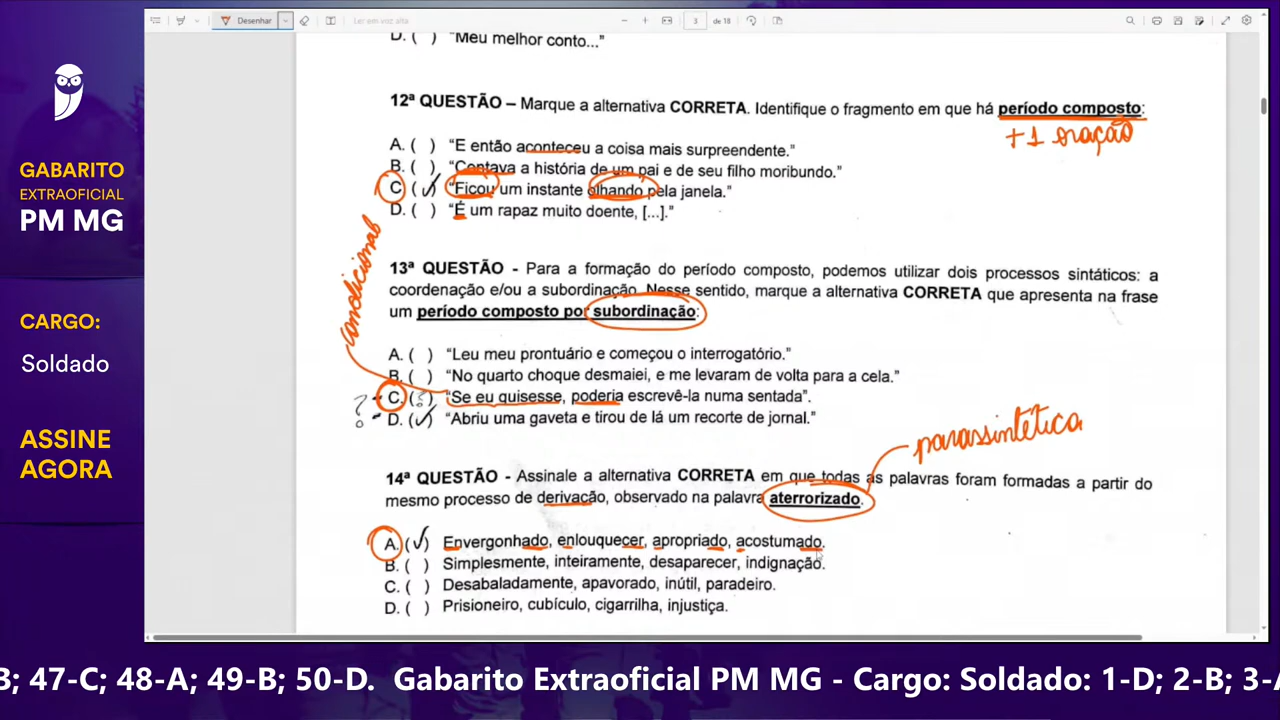 Desenhar
Ler em voz alta
3
de 18
GABARITO
EXTRAOFICIAL
PM MG
CARGO:
Soldado
ASSINE
AGORA
D. ( ) "Meu melhor conto..."
12ª QUESTÃO – Marque a alternativa CORRETA. Identifique o fragmento em que há período composto:
+1 oração
A. ( ) "E então aconteceu a coisa mais surpreendente."
B. ( ) "Contava a história de um pai e de seu filho moribundo."
C. (✓) "Ficou um instante olhando pela janela."
D. ( ) "É um rapaz muito doente, [...]."
condicional
13ª QUESTÃO - Para a formação do período composto, podemos utilizar dois processos sintáticos: a
coordenação e/ou a subordinação. Nesse sentido, marque a alternativa CORRETA que apresenta na frase
um período composto por subordinação:
A. ( ) "Leu meu prontuário e começou o interrogatório."
B. ( ) "No quarto choque desmaiei, e me levaram de volta para a cela."
C. (?) "Se eu quisesse, poderia escrevê-la numa sentada".
D. (✓) "Abriu uma gaveta e tirou de lá um recorte de jornal."
parassintética
14ª QUESTÃO - Assinale a alternativa CORRETA em que todas as palavras foram formadas a partir do
mesmo processo de derivação, observado na palavra aterrorizado.
A. (✓) Envergonhado, enlouquecer, apropriado, acostumado.
B. ( ) Simplesmente, inteiramente, desaparecer, indignação.
C. ( ) Desabaladamente, apavorado, inútil, paradeiro.
D. ( ) Prisioneiro, cubículo, cigarrilha, injustiça.
3; 47-C; 48-A; 49-B; 50-D. Gabarito Extraoficial PM MG - Cargo: Soldado: 1-D; 2-B; 3-A